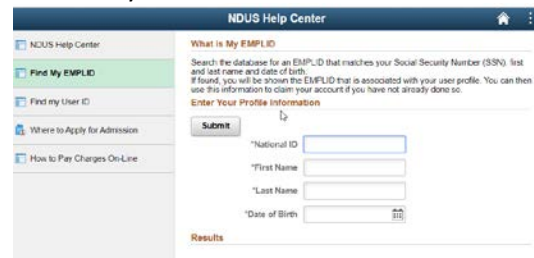 NDUS Help Center
NDUS Help Center
Find My EMPLID
Find my User ID
Where to Apply for Admission
How to Pay Charges On-Line
What is My EMPLID
Search the database for an EMPLID that matches your Social Security Number (SSN). first
and last name and date of birth.
If found, you will be shown the EMPLID that is associated with your user profile. You can then
use this information to claim your account if you have not already done so.
Enter Your Profile Information
Submit
*National ID
*First Name
*Last Name
*Date of Birth
Results